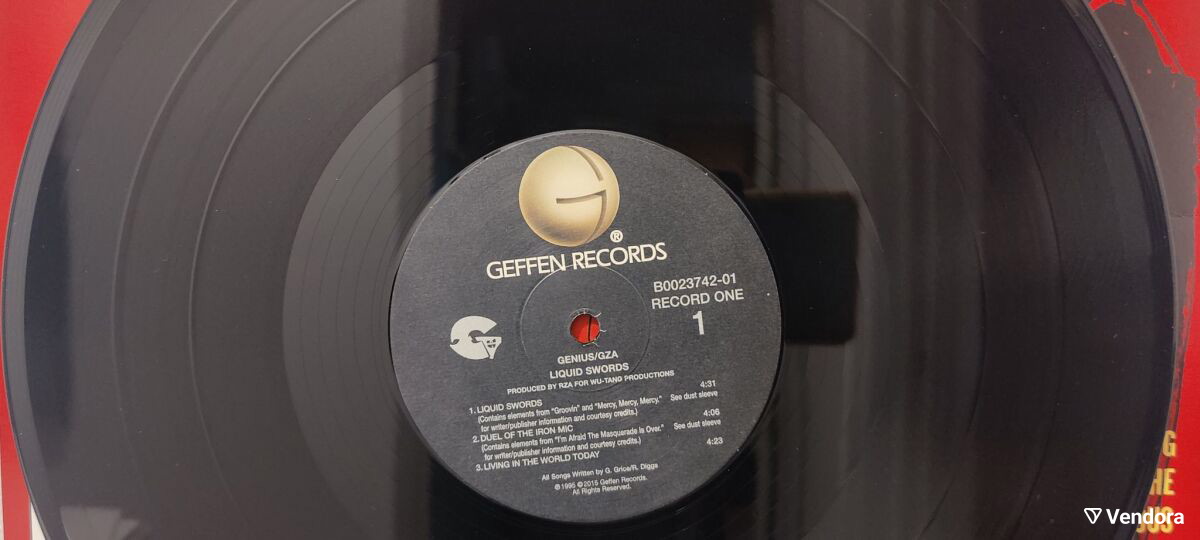 GEFFEN RECORDS®
B0023742-01
RECORD ONE
1
GENIUS/GZA
LIQUID SWORDS
PRODUCED BY RZA FOR WU-TANG PRODUCTIONS
1. LIQUID SWORDS 4:31
(Contains elements from "Groovin" and "Mercy, Mercy, Mercy." See dust sleeve
for writer/publisher information and courtesy credits.)
2. DUEL OF THE IRON MIC 4:06
(Contains elements from "I'm Afraid The Masquerade Is Over." See dust sleeve
for writer/publisher information and courtesy credits.)
3. LIVING IN THE WORLD TODAY 4:23
All Songs Written by G. Grice/R. Diggs
℗ 1995 © 2015 Geffen Records.
All Rights Reserved.
G
HE
US
Vendora